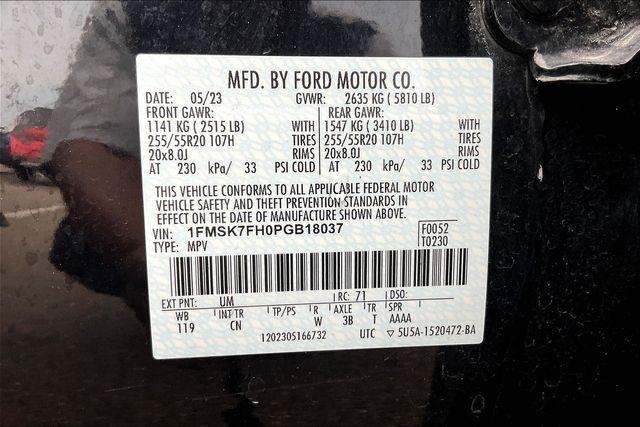 MFD. BY FORD MOTOR CO.
DATE: 05/23 GVWR: 2635 KG ( 5810 LB)
FRONT GAWR: REAR GAWR:
1141 KG ( 2515 LB) WITH 1547 KG ( 3410 LB) WITH
255/55R20 107H TIRES 255/55R20 107H TIRES
20x8.0J RIMS 20x8.0J RIMS
AT 230 kPa/ 33 PSI COLD AT 230 kPa/ 33 PSI COLD
THIS VEHICLE CONFORMS TO ALL APPLICABLE FEDERAL MOTOR
VEHICLE SAFETY AND THEFT PREVENTION STANDARDS IN
EFFECT ON THE DATE OF MANUFACTURE SHOWN ABOVE.
VIN: 1FMSK7FH0PGB18037 F0052
TYPE: MPV T0230
EXT PNT: UM RC: 71 DSO:
WB INT TR TP/PS R AXLE TR SPR
119 CN W 3B T AAAA
1202305166732 UTC ▽ 5U5A-1520472-BA